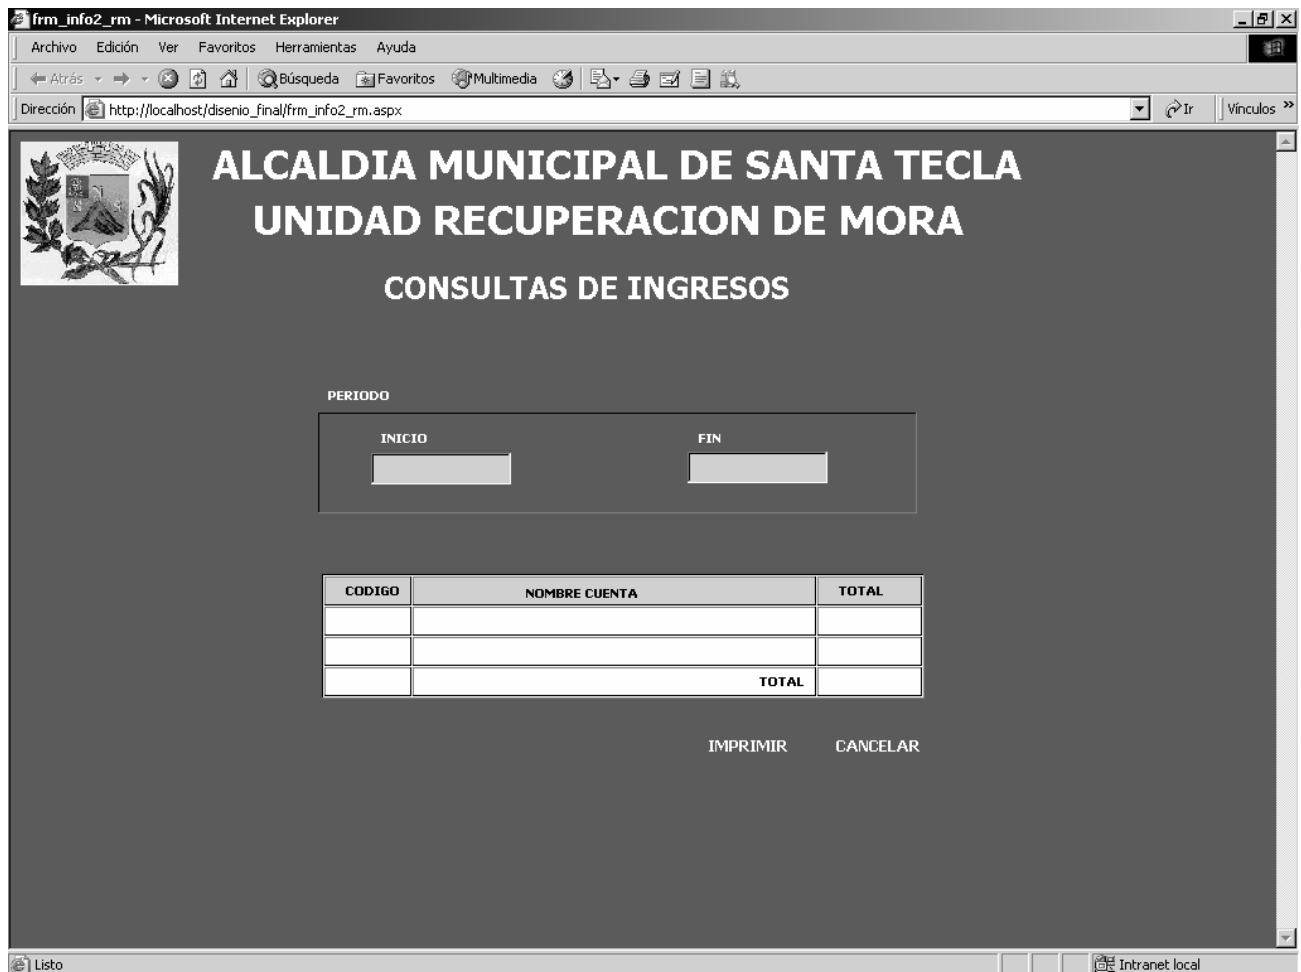 frm_info2_rm - Microsoft Internet Explorer
Archivo Edición Ver Favoritos Herramientas Ayuda
Atrás Búsqueda Favoritos Multimedia
Dirección http://localhost/disenio_final/frm_info2_rm.aspx Ir Vínculos »
ALCALDIA MUNICIPAL DE SANTA TECLA
UNIDAD RECUPERACION DE MORA
CONSULTAS DE INGRESOS
PERIODO
INICIO FIN
CODIGO NOMBRE CUENTA TOTAL
TOTAL
IMPRIMIR CANCELAR
Listo Intranet local